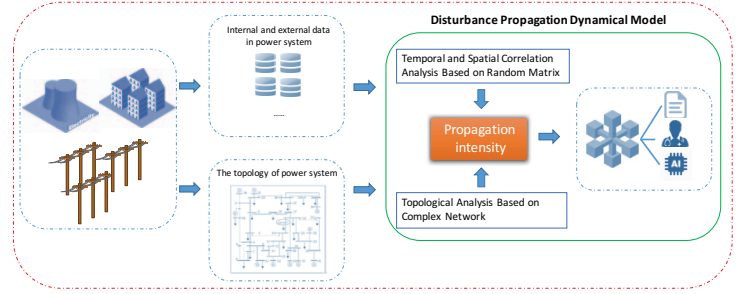 Disturbance Propagation Dynamical Model
Internal and external data
in power system
......
The topology of power system
Temporal and Spatial Correlation
Analysis Based on Random Matrix
Propagation
intensity
Topological Analysis Based on
Complex Network
AI